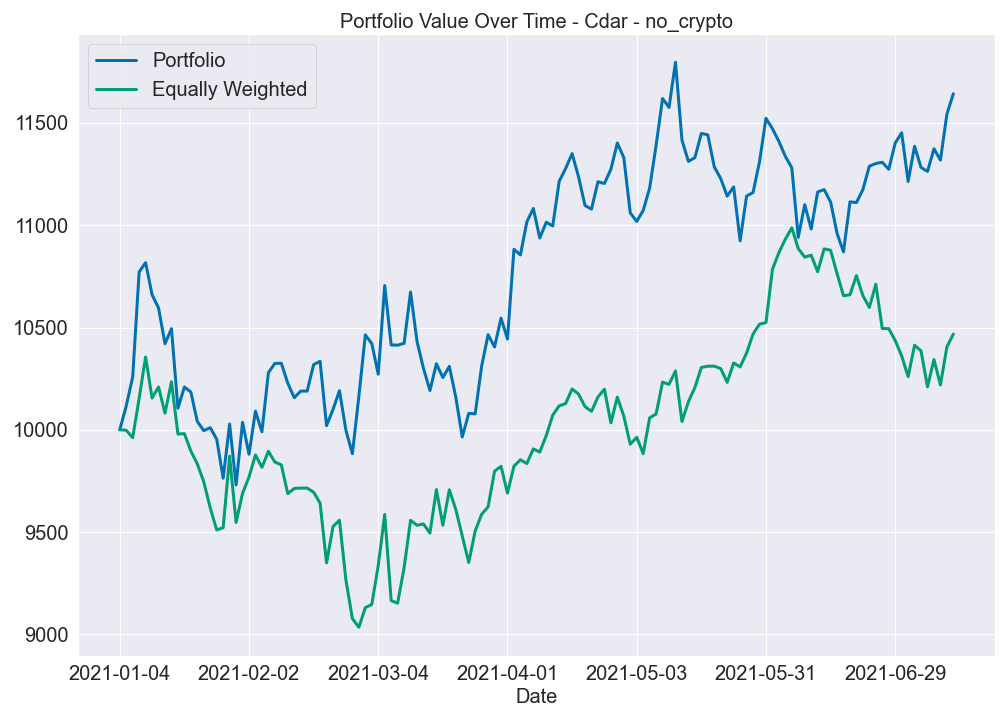 Portfolio Value Over Time - Cdar - no_crypto
Portfolio
Equally Weighted
11500
11000
10500
10000
9500
9000
2021-01-04 2021-02-02 2021-03-04 2021-04-01 2021-05-03 2021-05-31 2021-06-29
Date